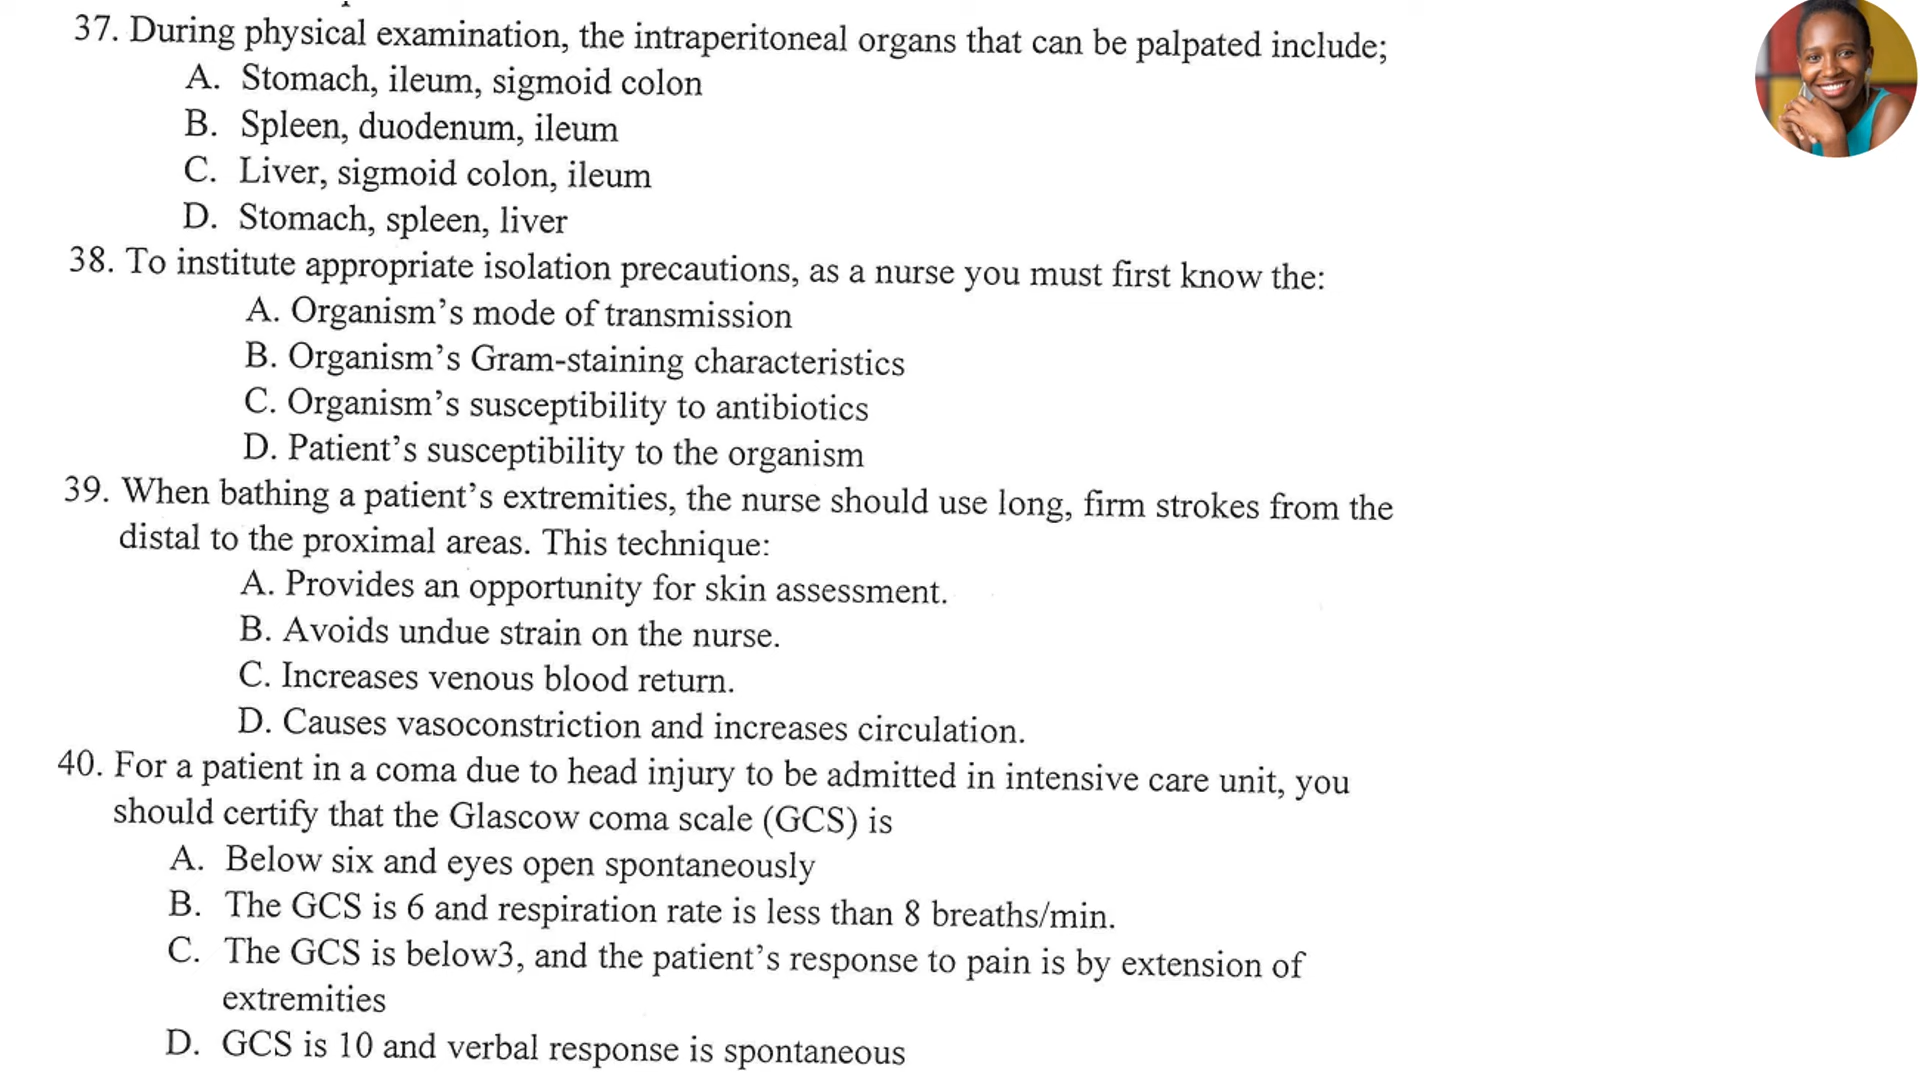 37. During physical examination, the intraperitoneal organs that can be palpated include;
A. Stomach, ileum, sigmoid colon
B. Spleen, duodenum, ileum
C. Liver, sigmoid colon, ileum
D. Stomach, spleen, liver
38. To institute appropriate isolation precautions, as a nurse you must first know the:
A. Organism’s mode of transmission
B. Organism’s Gram-staining characteristics
C. Organism’s susceptibility to antibiotics
D. Patient’s susceptibility to the organism
39. When bathing a patient’s extremities, the nurse should use long, firm strokes from the
distal to the proximal areas. This technique:
A. Provides an opportunity for skin assessment.
B. Avoids undue strain on the nurse.
C. Increases venous blood return.
D. Causes vasoconstriction and increases circulation.
40. For a patient in a coma due to head injury to be admitted in intensive care unit, you
should certify that the Glascow coma scale (GCS) is
A. Below six and eyes open spontaneously
B. The GCS is 6 and respiration rate is less than 8 breaths/min.
C. The GCS is below3, and the patient’s response to pain is by extension of
extremities
D. GCS is 10 and verbal response is spontaneous